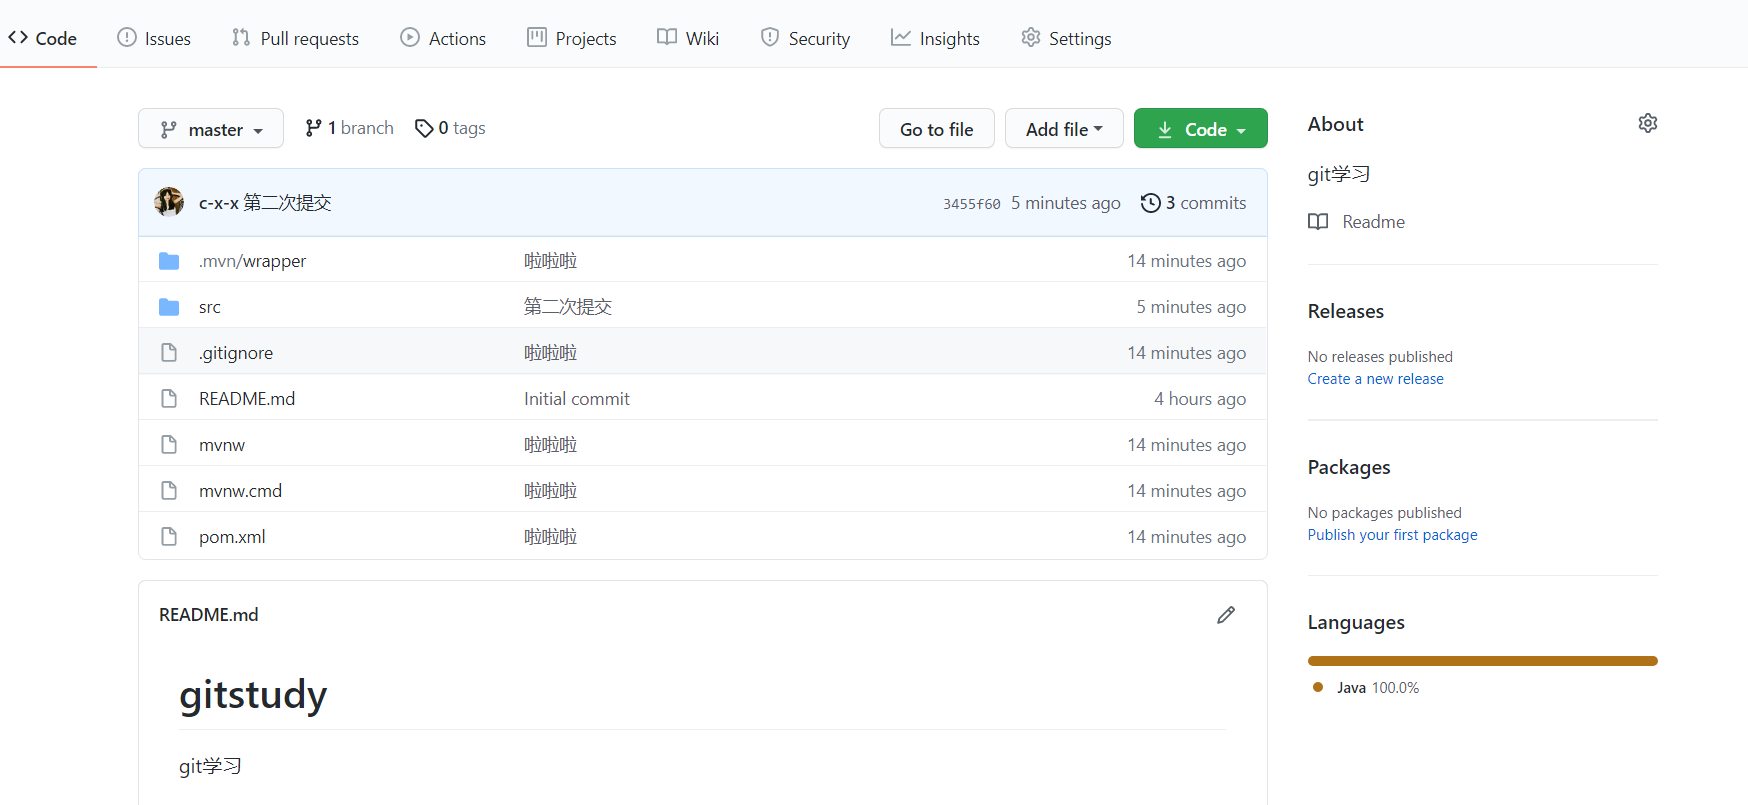 Code Issues Pull requests Actions Projects Wiki Security Insights Settings
master 1 branch 0 tags Go to file Add file Code
c-x-x 第二次提交 3455f60 5 minutes ago 3 commits
.mvn/wrapper 啦啦啦 14 minutes ago
src 第二次提交 5 minutes ago
.gitignore 啦啦啦 14 minutes ago
README.md Initial commit 4 hours ago
mvnw 啦啦啦 14 minutes ago
mvnw.cmd 啦啦啦 14 minutes ago
pom.xml 啦啦啦 14 minutes ago
README.md
gitstudy
git学习
About
git学习
Readme
Releases
No releases published
Create a new release
Packages
No packages published
Publish your first package
Languages
Java 100.0%